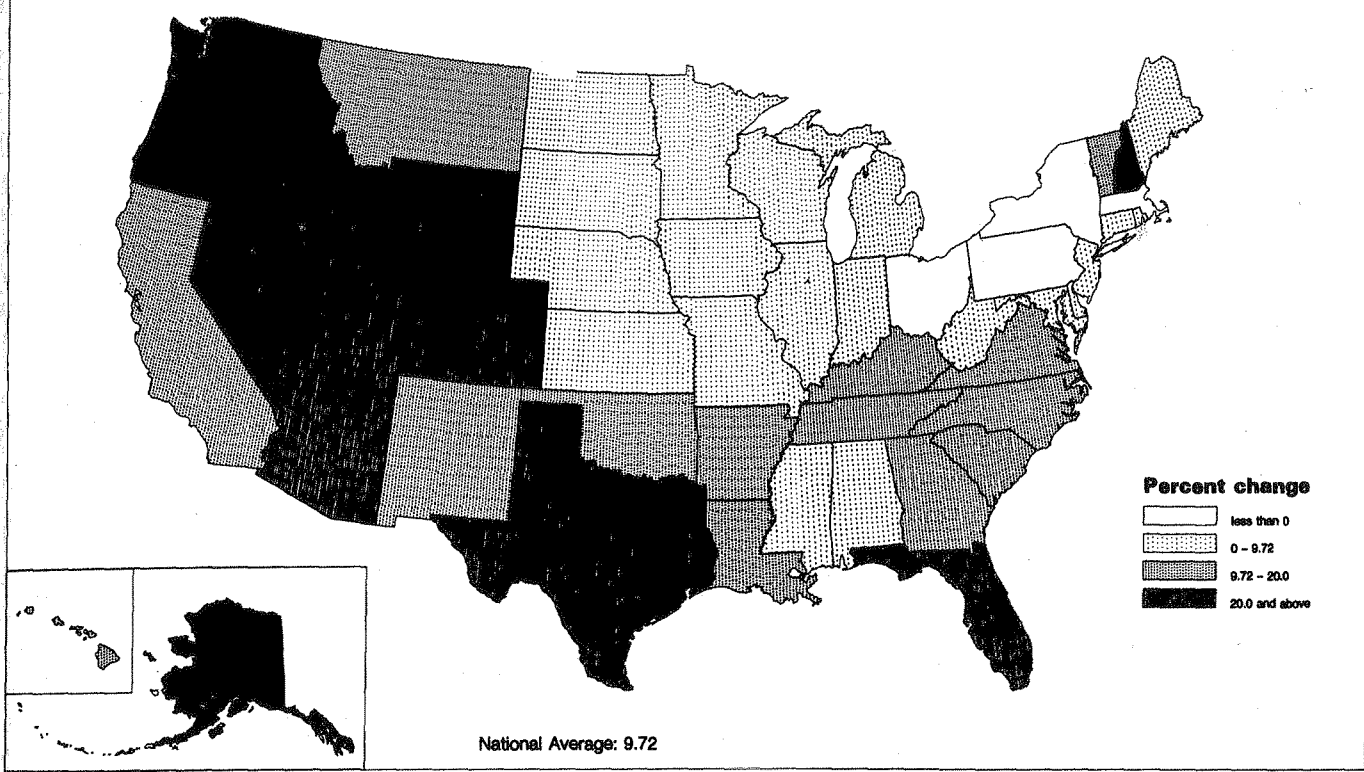 Percent change
less than 0
0 – 9.72
9.72 – 20.0
20.0 and above
National Average: 9.72